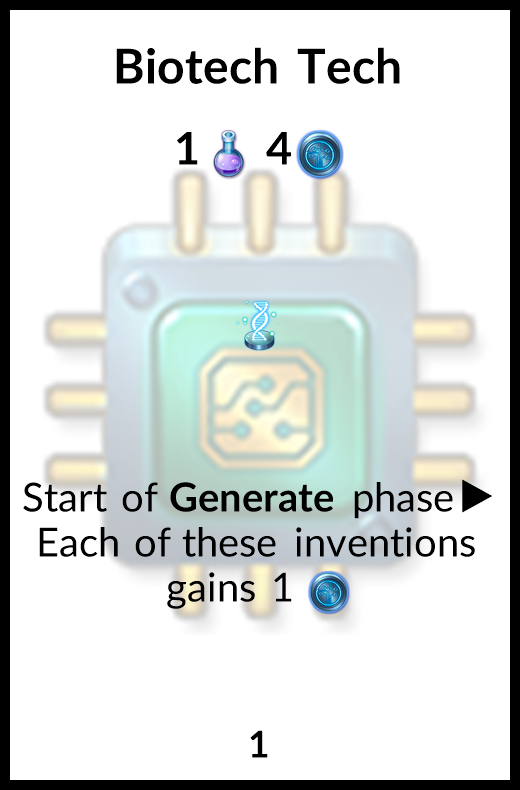 Biotech Tech
1 4
Start of Generate phase ▶
Each of these inventions
gains 1
1